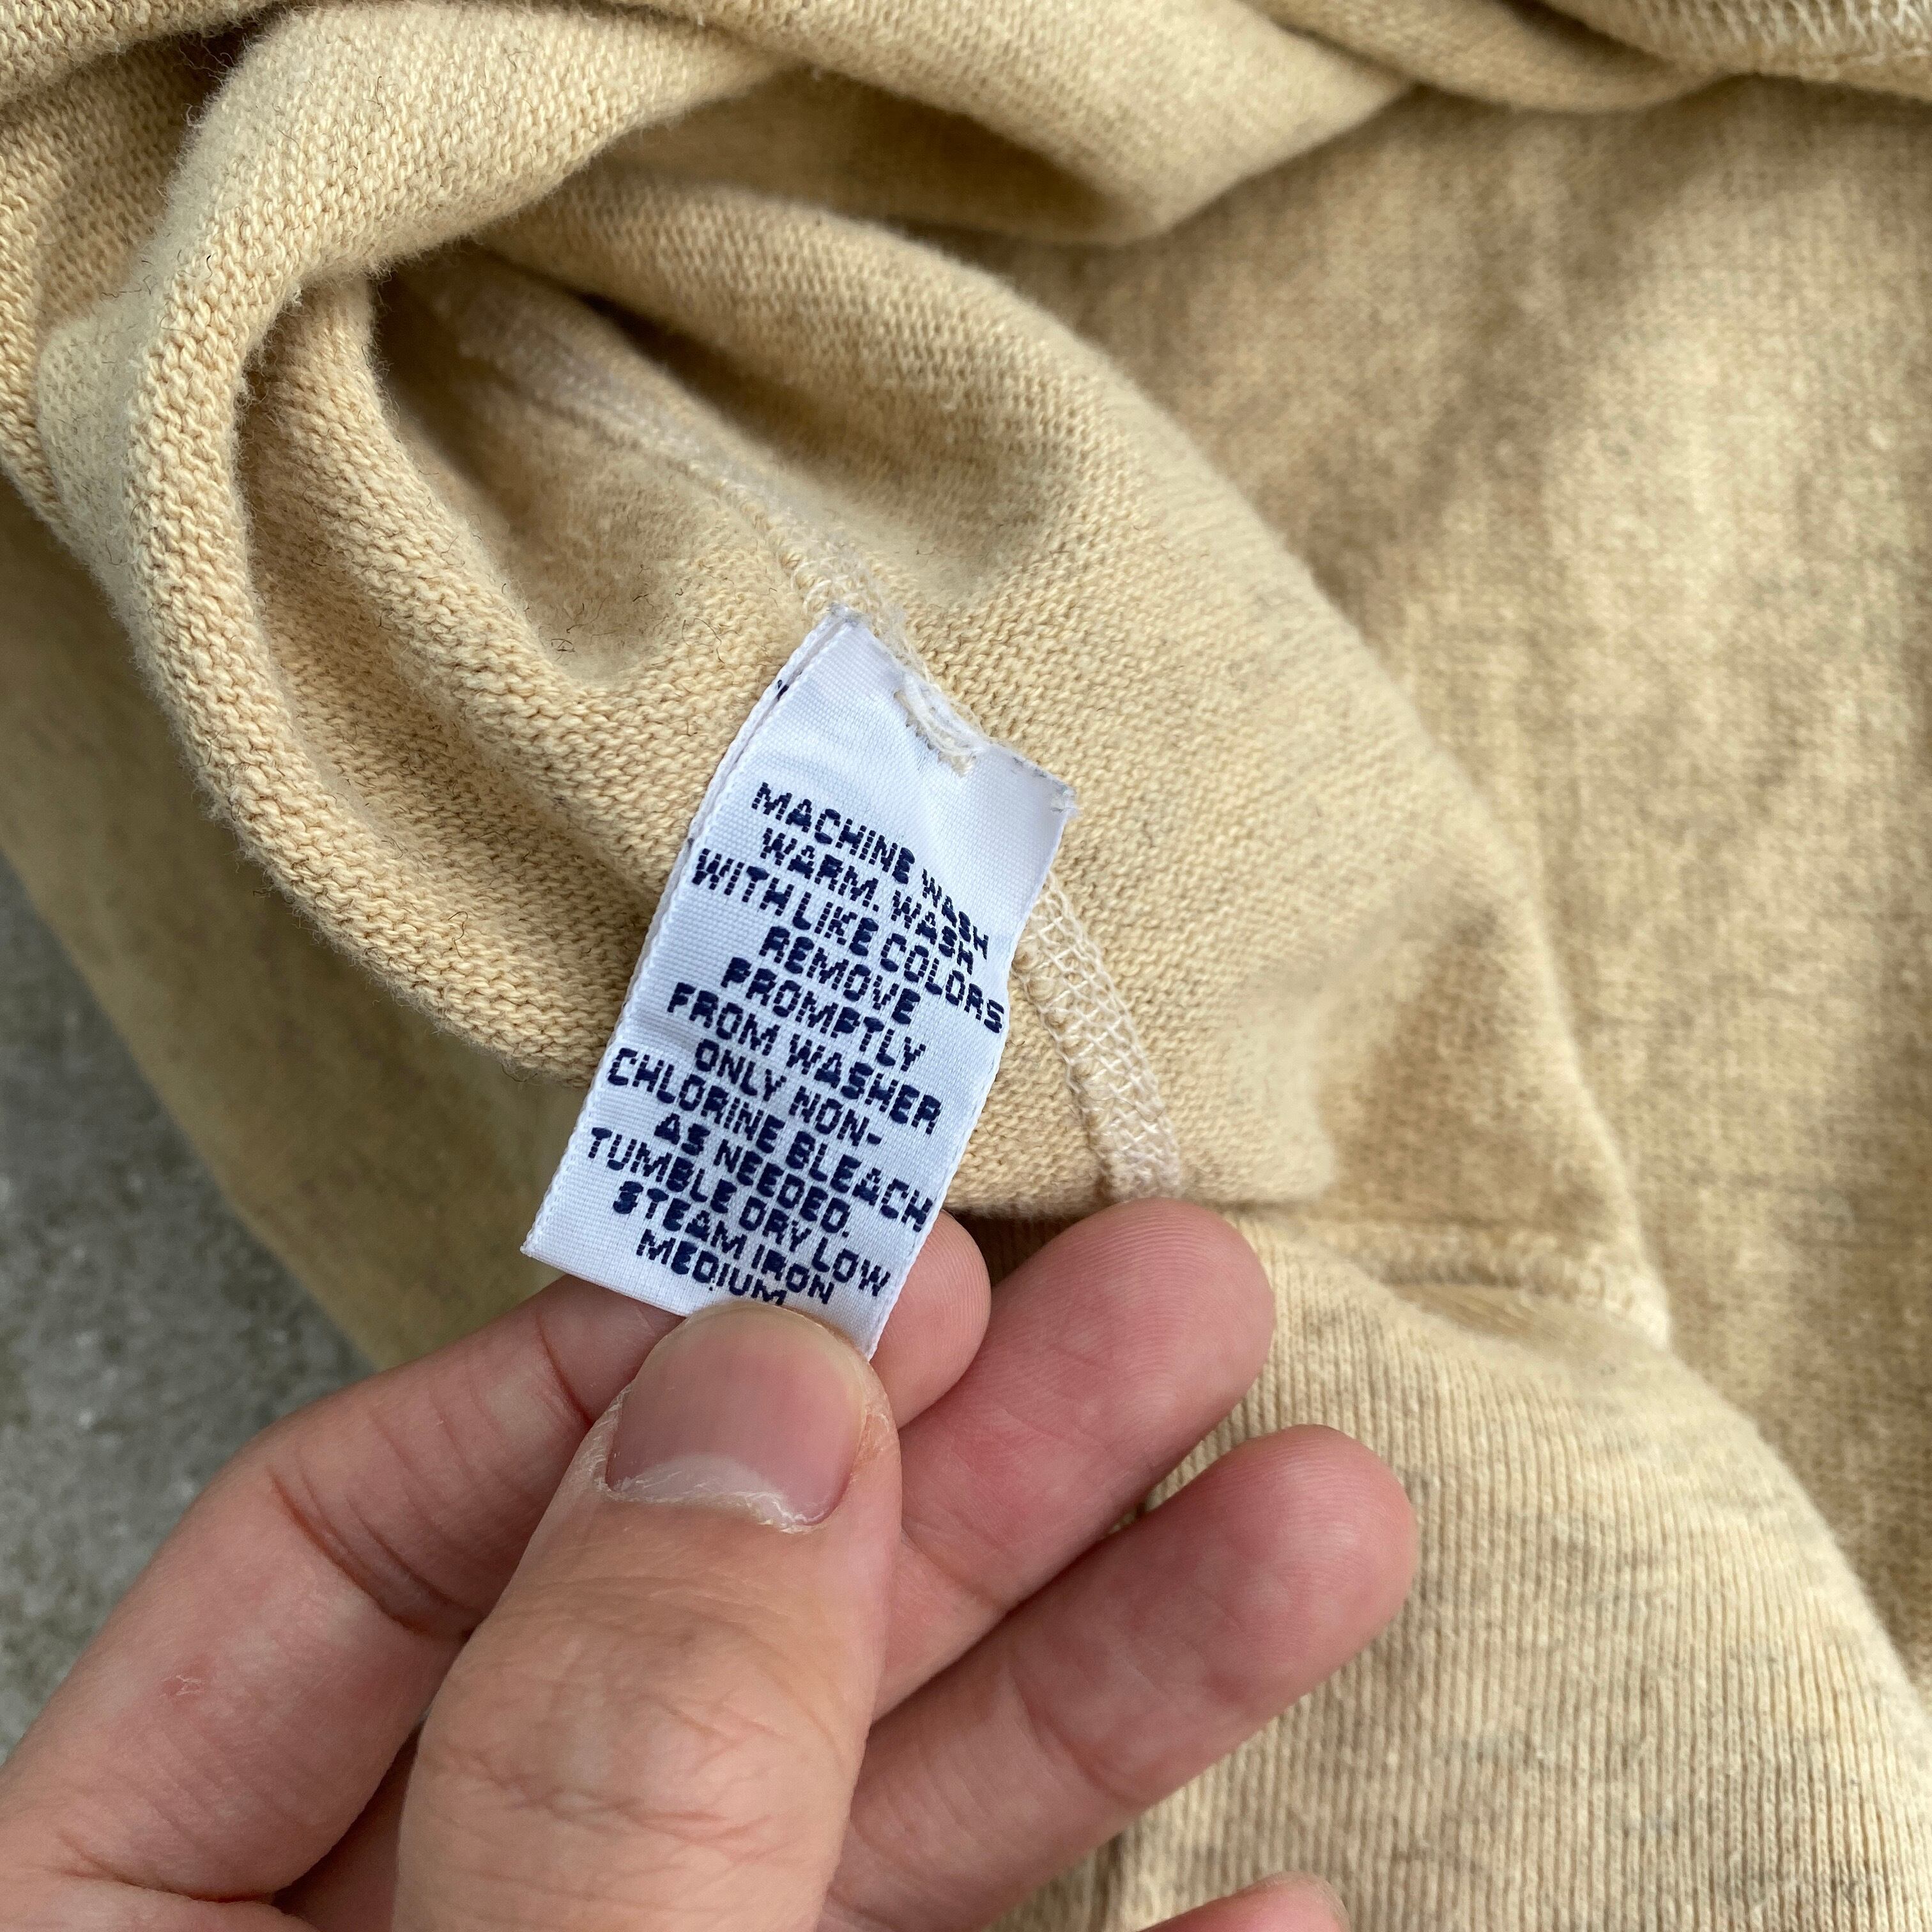 MACHINE WASH
WARM. WASH
WITH LIKE COLORS
REMOVE
PROMPTLY
FROM WASHER
ONLY NON-
CHLORINE BLEACH
AS NEEDED.
TUMBLE DRY LOW
STEAM IRON
MEDIUM